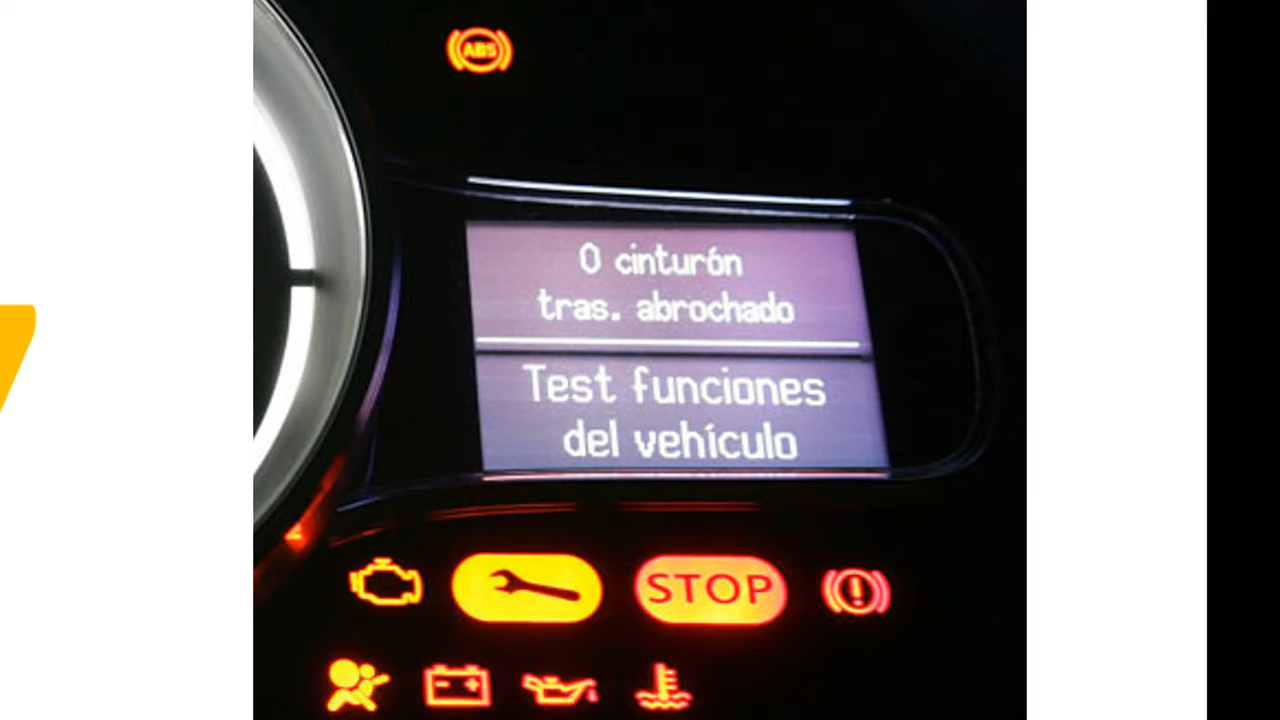 ABS
0 cinturón
tras. abrochado
Test funciones
del vehículo
STOP